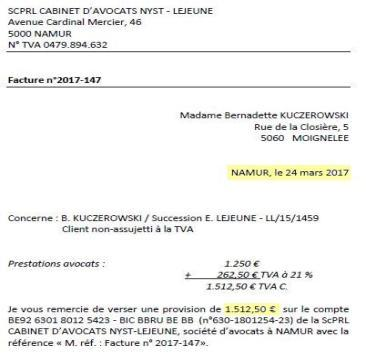 SCPRL CABINET D'AVOCATS NYST - LEJEUNE
Avenue Cardinal Mercier, 46
5000 NAMUR
N° TVA 0479.894.632
Facture n°2017-147
Madame Bernadette KUCZEROWSKI
Rue de la Closière, 5
5060 MOIGNELEE
NAMUR, le 24 mars 2017
Concerne : B. KUCZEROWSKI / Succession E. LEJEUNE - LL/15/1459
Client non-assujetti à la TVA
Prestations avocats : 1.250 €
+ 262,50 € TVA à 21 %
1.512,50 € TVA C.
Je vous remercie de verser une provision de 1.512,50 € sur le compte
BE92 6301 8012 5423 - BIC BBRU BE BB (n°630-1801254-23) de la ScPRL
CABINET D'AVOCATS NYST-LEJEUNE, société d'avocats à NAMUR avec la
référence « M. réf. : Facture n° 2017-147».